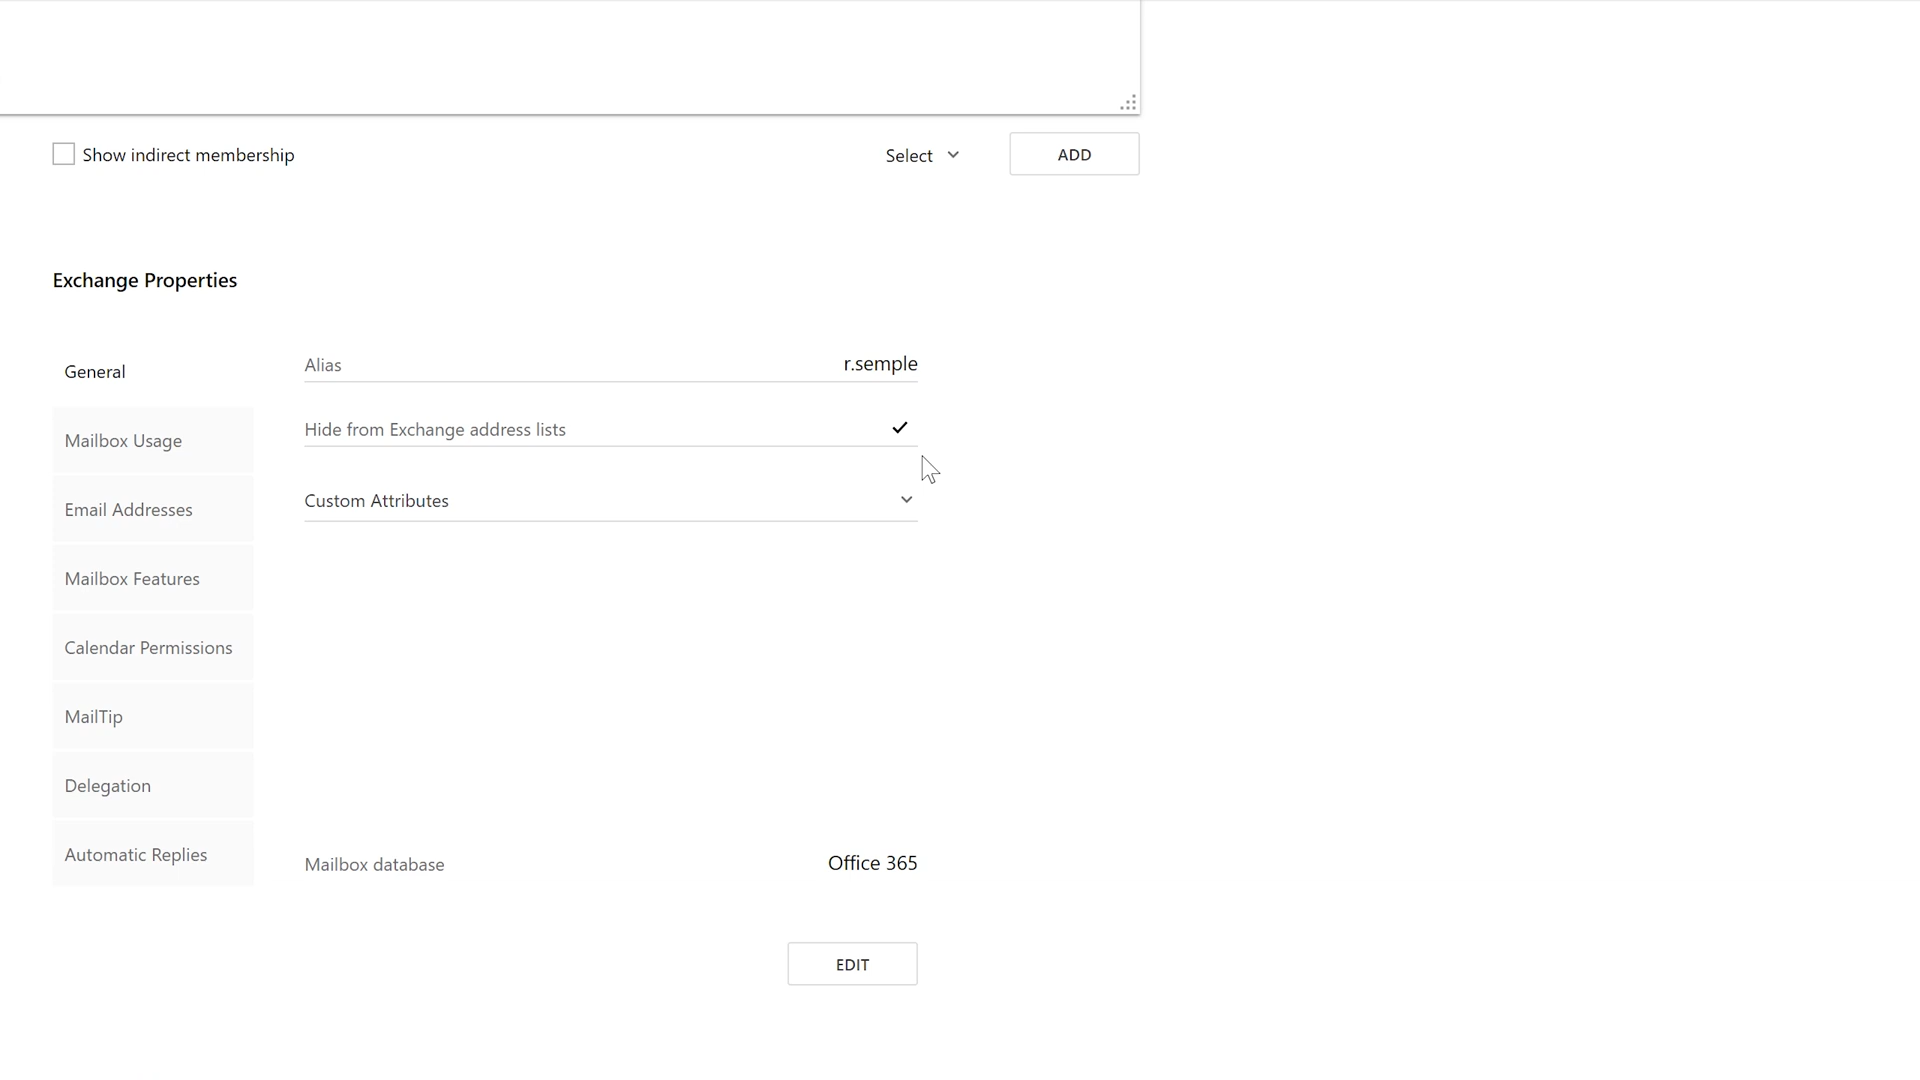 Show indirect membership
Select
ADD
Exchange Properties
General
Alias
r.semple
Mailbox Usage
Hide from Exchange address lists
Email Addresses
Custom Attributes
Mailbox Features
Calendar Permissions
MailTip
Delegation
Automatic Replies
Mailbox database
Office 365
EDIT